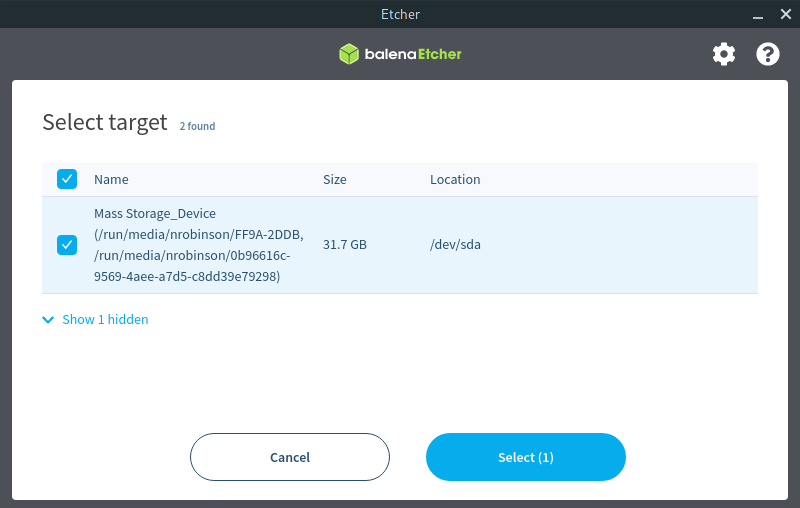 Etcher
balenaEtcher
Select target 2 found
Name Size Location
Mass Storage_Device
(/run/media/nrobinson/FF9A-2DDB,
/run/media/nrobinson/0b96616c-
9569-4aee-a7d5-c8dd39e79298)
31.7 GB
/dev/sda
Show 1 hidden
Cancel
Select (1)